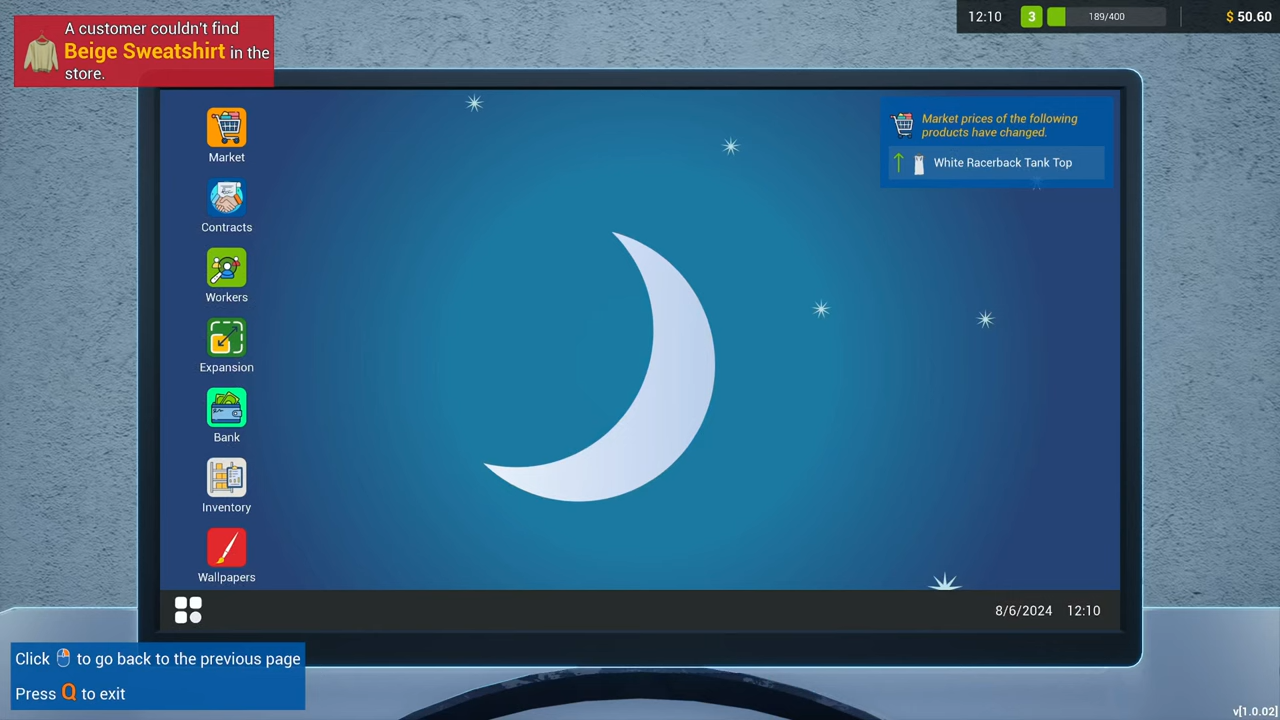 A customer couldn't find
Beige Sweatshirt in the
store.
12:10
3
189/400
$ 50.60
Market
Contracts
Workers
Expansion
Bank
Inventory
Wallpapers
Market prices of the following
products have changed.
White Racerback Tank Top
8/6/2024 12:10
Click to go back to the previous page
Press Q to exit
v[1.0.02]